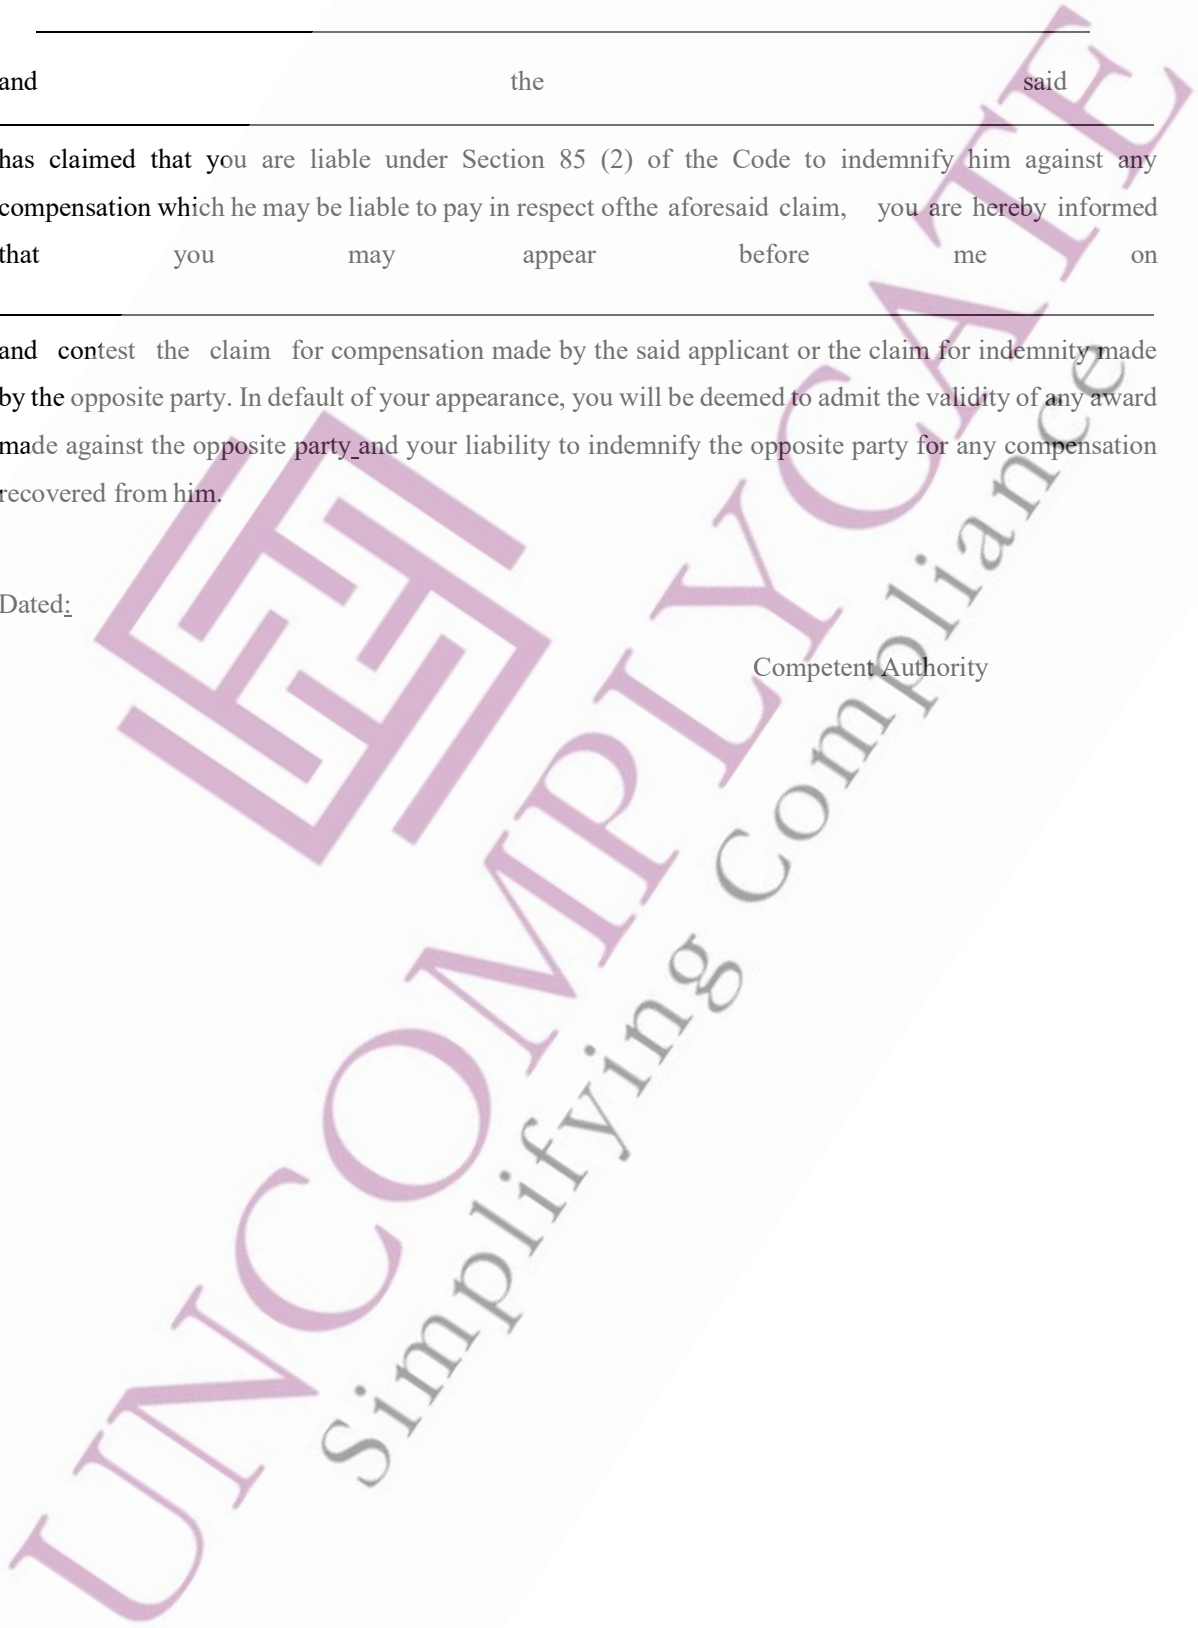 and the said
has claimed that you are liable under Section 85 (2) of the Code to indemnify him against any
compensation which he may be liable to pay in respect ofthe aforesaid claim, you are hereby informed
that you may appear before me on
and contest the claim for compensation made by the said applicant or the claim for indemnity made
by the opposite party. In default of your appearance, you will be deemed to admit the validity of any award
made against the opposite party and your liability to indemnify the opposite party for any compensation
recovered from him.
Dated:
Competent Authority
UNCOMPLYCATE
Simplifying Compliance